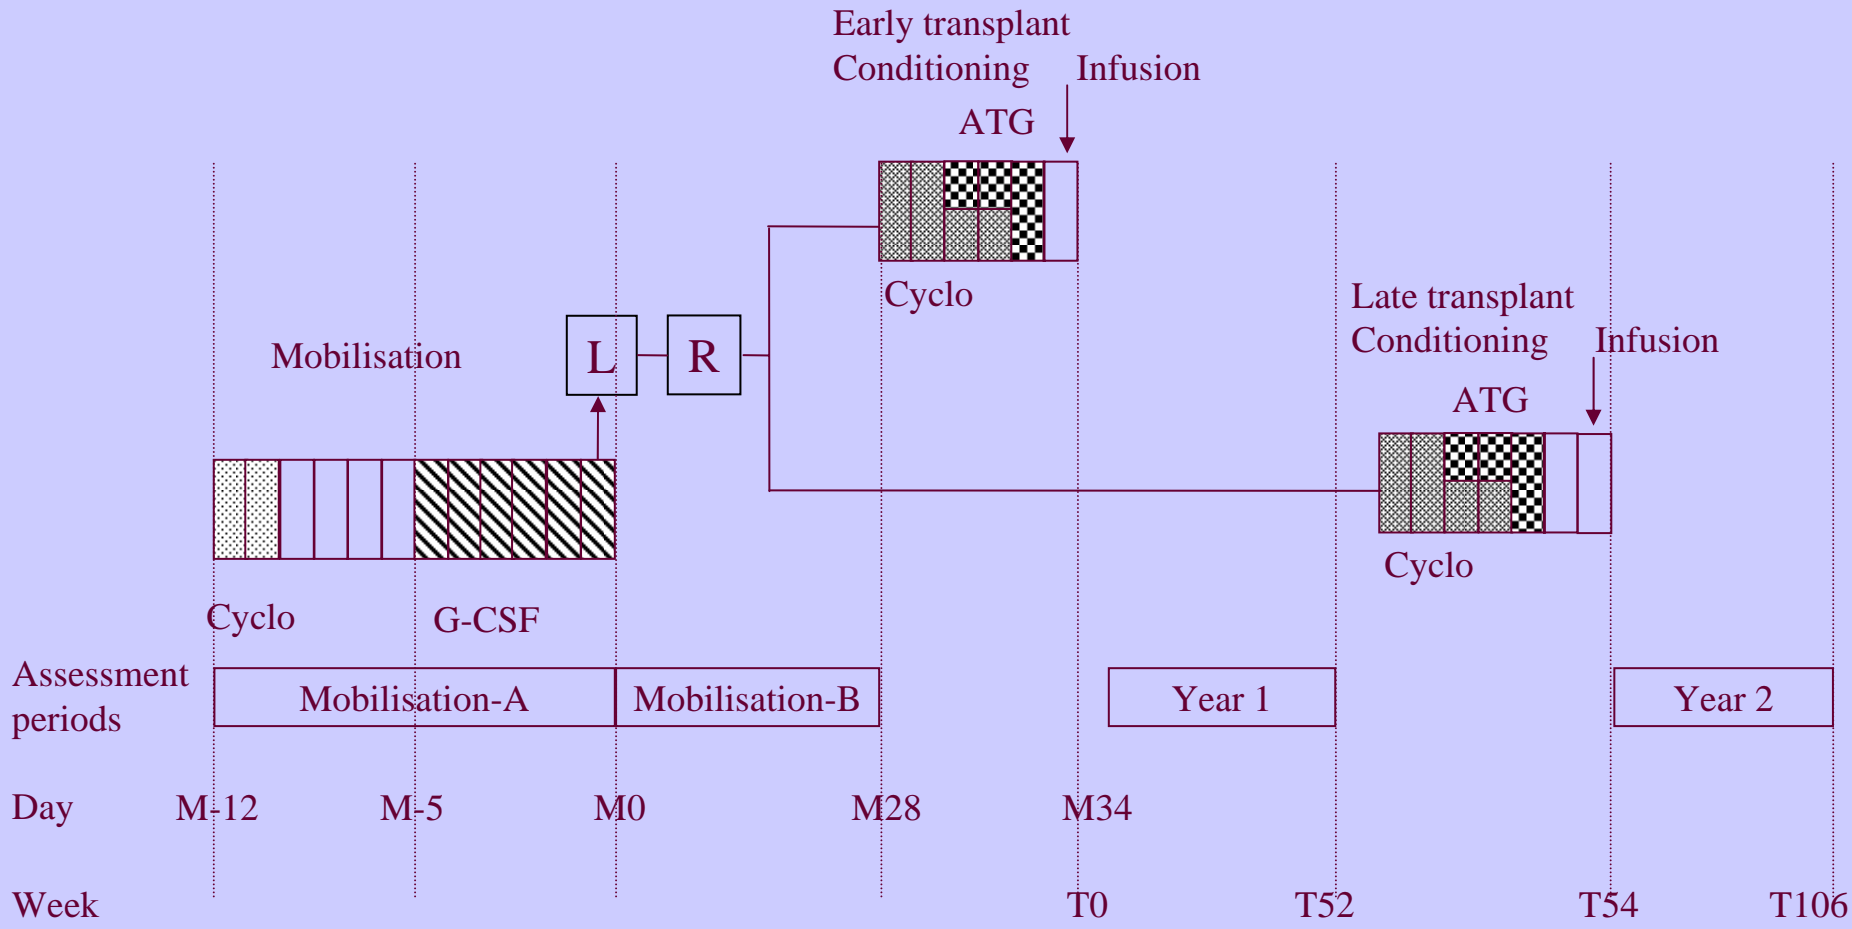 Early transplant
Conditioning
Infusion
ATG
Cyclo
Late transplant
Conditioning
Infusion
ATG
Cyclo
Mobilisation
L
R
Cyclo
G-CSF
Assessment
periods
Mobilisation-A
Mobilisation-B
Year 1
Year 2
Day
M-12
M-5
M0
M28
M34
Week
T0
T52
T54
T106